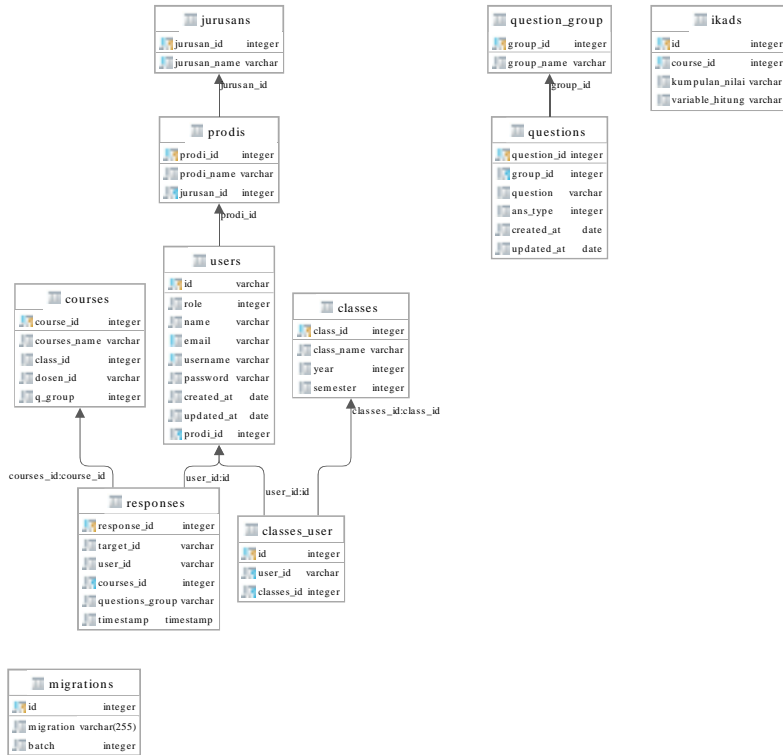 jurusans
jurusan_id integer
jurusan_name varchar
jurusan_id
prodis
prodi_id integer
prodi_name varchar
jurusan_id integer
prodi_id
users
id varchar
role integer
name varchar
email varchar
username varchar
password varchar
created_at date
updated_at date
prodi_id integer
courses
course_id integer
courses_name varchar
class_id integer
dosen_id varchar
q_group integer
classes
class_id integer
class_name varchar
year integer
semester integer
classes_id:class_id
courses_id:course_id
user_id:id
user_id:id
responses
response_id integer
target_id varchar
user_id varchar
courses_id integer
questions_group varchar
timestamp timestamp
classes_user
id integer
user_id varchar
classes_id integer
migrations
id integer
migration varchar(255)
batch integer
question_group
group_id integer
group_name varchar
group_id
questions
question_id integer
group_id integer
question varchar
ans_type integer
created_at date
updated_at date
ikads
id integer
course_id integer
kumpulan_nilai varchar
variable_hitung varchar